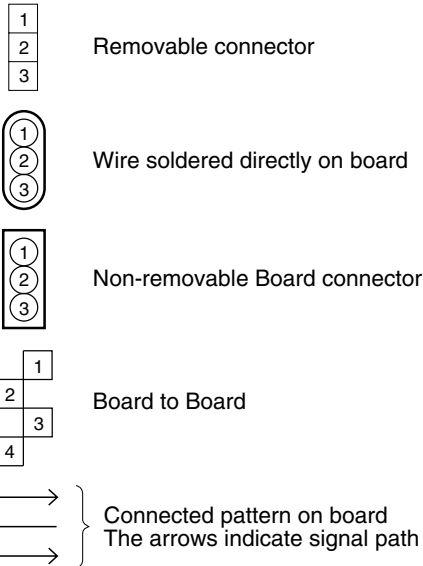 1
2 Removable connector
3
1
2 Wire soldered directly on board
3
1
2 Non-removable Board connector
3
1
2
Board to Board
3
4
Connected pattern on board
The arrows indicate signal path